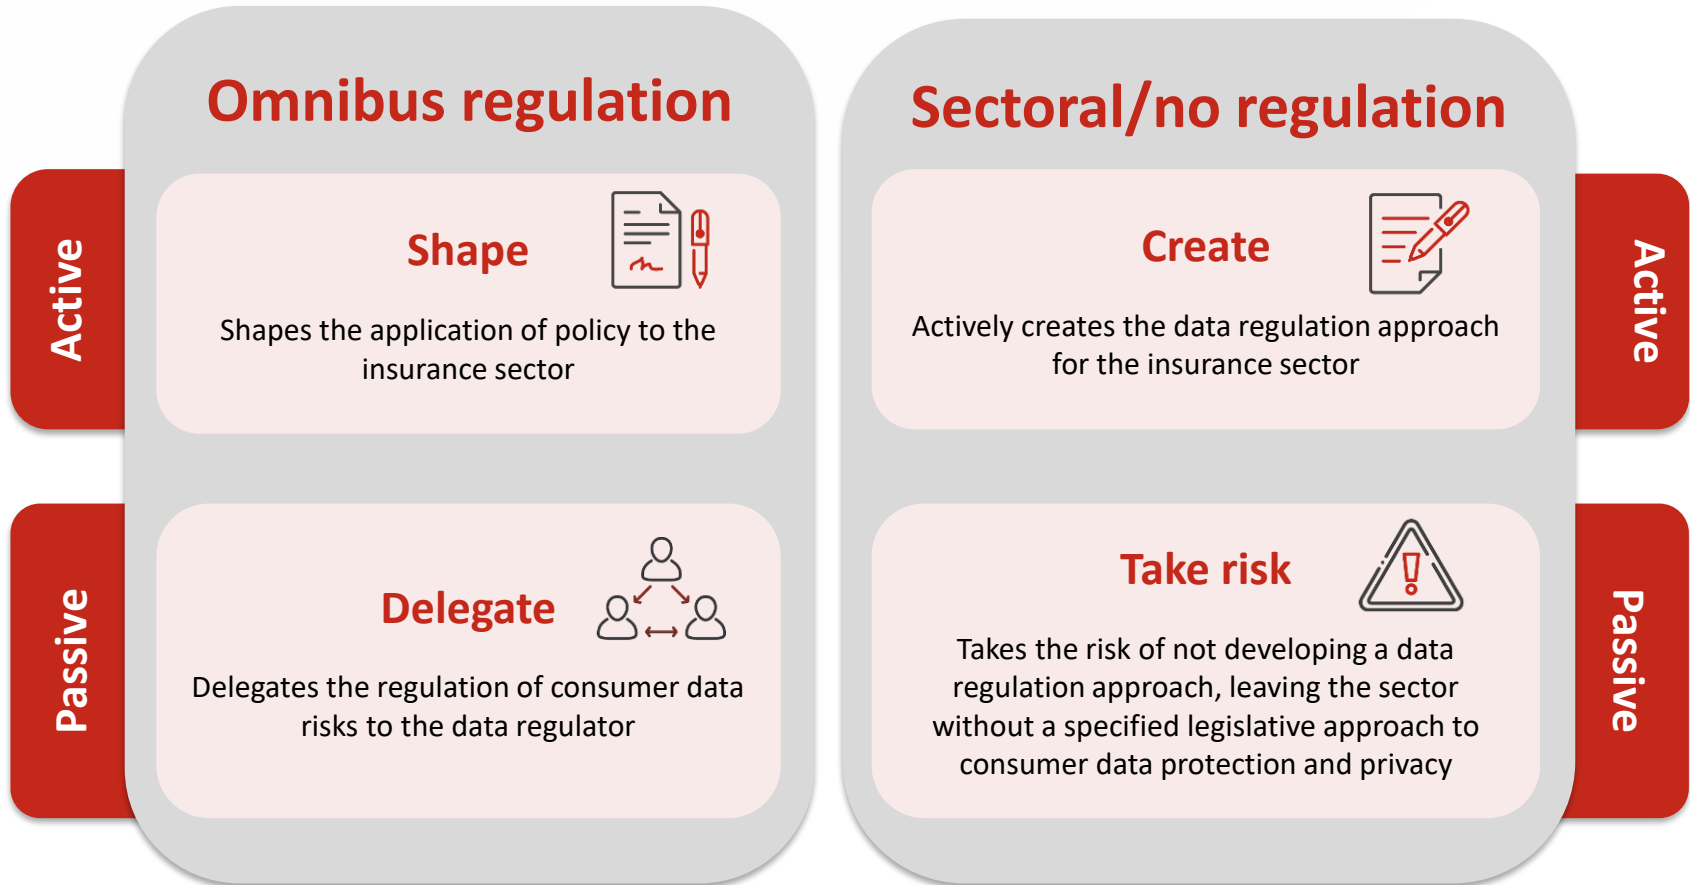 Omnibus regulation
Active
Shape
Shapes the application of policy to the
insurance sector
Passive
Delegate
Delegates the regulation of consumer data
risks to the data regulator
Sectoral/no regulation
Active
Create
Actively creates the data regulation approach
for the insurance sector
Passive
Take risk
Takes the risk of not developing a data
regulation approach, leaving the sector
without a specified legislative approach to
consumer data protection and privacy